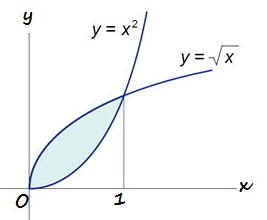 y
y = x²
y = √x
0 1 x